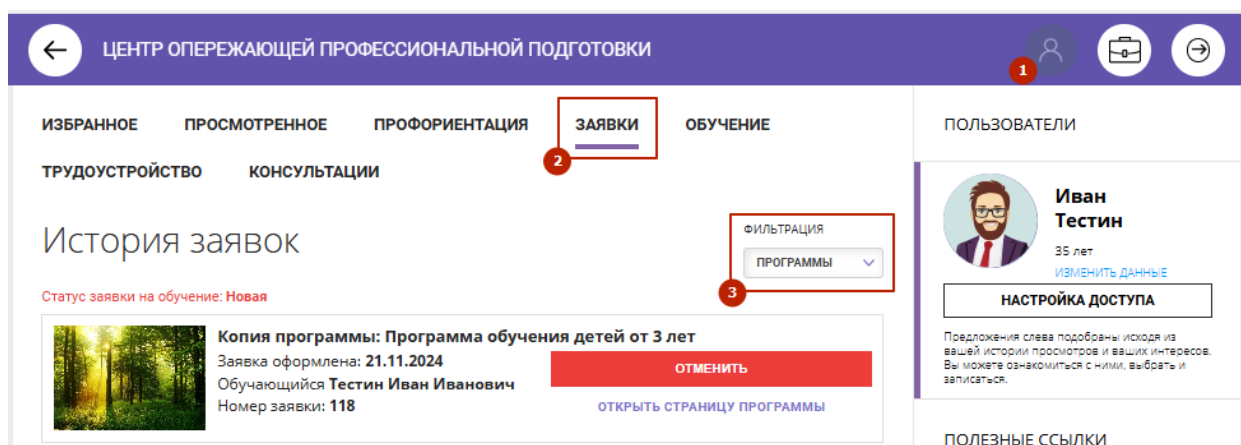 ЦЕНТР ОПЕРЕЖАЮЩЕЙ ПРОФЕССИОНАЛЬНОЙ ПОДГОТОВКИ
1
ИЗБРАННОЕ ПРОСМОТРЕННОЕ ПРОФОРИЕНТАЦИЯ ЗАЯВКИ ОБУЧЕНИЕ
2
ТРУДОУСТРОЙСТВО КОНСУЛЬТАЦИИ
История заявок
ФИЛЬТРАЦИЯ
ПРОГРАММЫ
3
Статус заявки на обучение: Новая
Копия программы: Программа обучения детей от 3 лет
Заявка оформлена: 21.11.2024
Обучающийся Тестин Иван Иванович
Номер заявки: 118
ОТМЕНИТЬ
ОТКРЫТЬ СТРАНИЦУ ПРОГРАММЫ
ПОЛЬЗОВАТЕЛИ
Иван
Тестин
35 лет
ИЗМЕНИТЬ ДАННЫЕ
НАСТРОЙКА ДОСТУПА
Предложения слева подобраны исходя из
вашей истории просмотров и ваших интересов.
Вы можете ознакомиться с ними, выбрать и
записаться.
ПОЛЕЗНЫЕ ССЫЛКИ